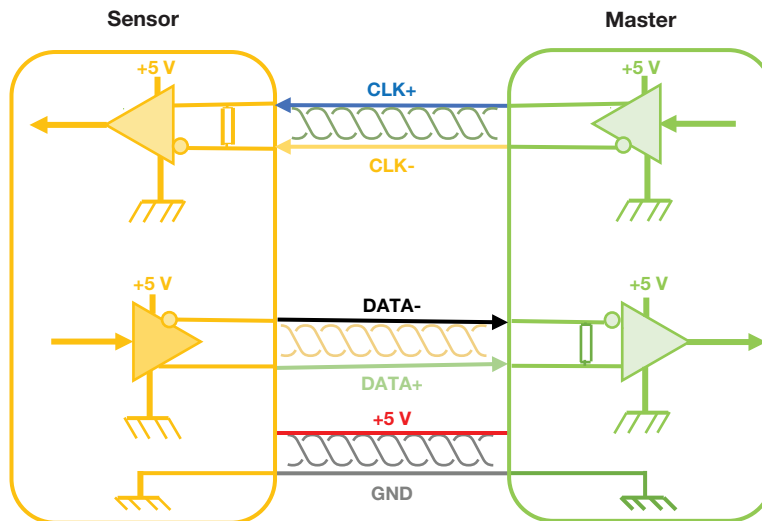 Sensor
Master
+5 V
+5 V
CLK+
CLK-
+5 V
+5 V
DATA-
DATA+
+5 V
GND